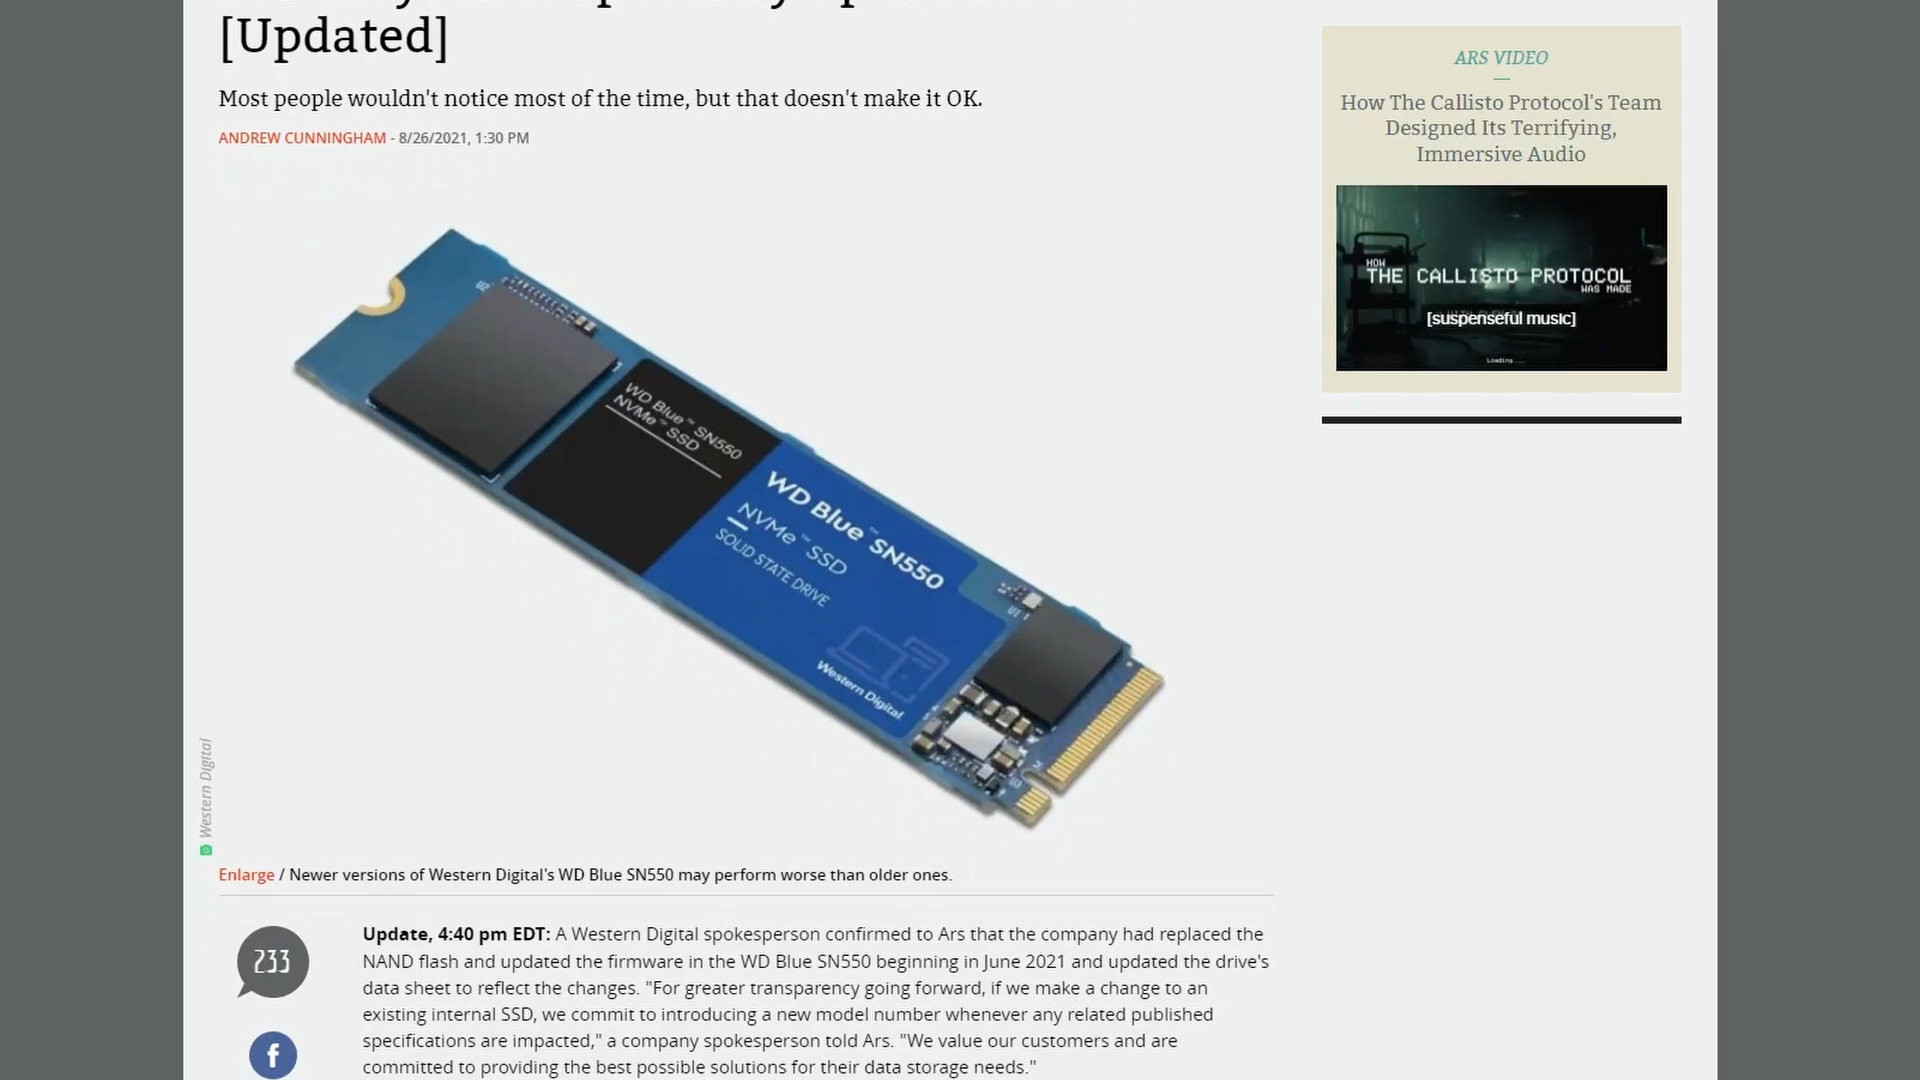 [Updated]
Most people wouldn't notice most of the time, but that doesn't make it OK.
ANDREW CUNNINGHAM - 8/26/2021, 1:30 PM
ARS VIDEO
How The Callisto Protocol's Team
Designed Its Terrifying,
Immersive Audio
HOW
THE CALLISTO PROTOCOL
WAS MADE
[suspenseful music]
Loading....
U2
WD Blue™ SN550
NVMe™ SSD
WD Blue™ SN550
NVMe™ SSD
SOLID STATE DRIVE
Western Digital
U1
U3
Western Digital
Enlarge / Newer versions of Western Digital's WD Blue SN550 may perform worse than older ones.
233
Update, 4:40 pm EDT: A Western Digital spokesperson confirmed to Ars that the company had replaced the
NAND flash and updated the firmware in the WD Blue SN550 beginning in June 2021 and updated the drive's
data sheet to reflect the changes. "For greater transparency going forward, if we make a change to an
existing internal SSD, we commit to introducing a new model number whenever any related published
specifications are impacted," a company spokesperson told Ars. "We value our customers and are
committed to providing the best possible solutions for their data storage needs."
f